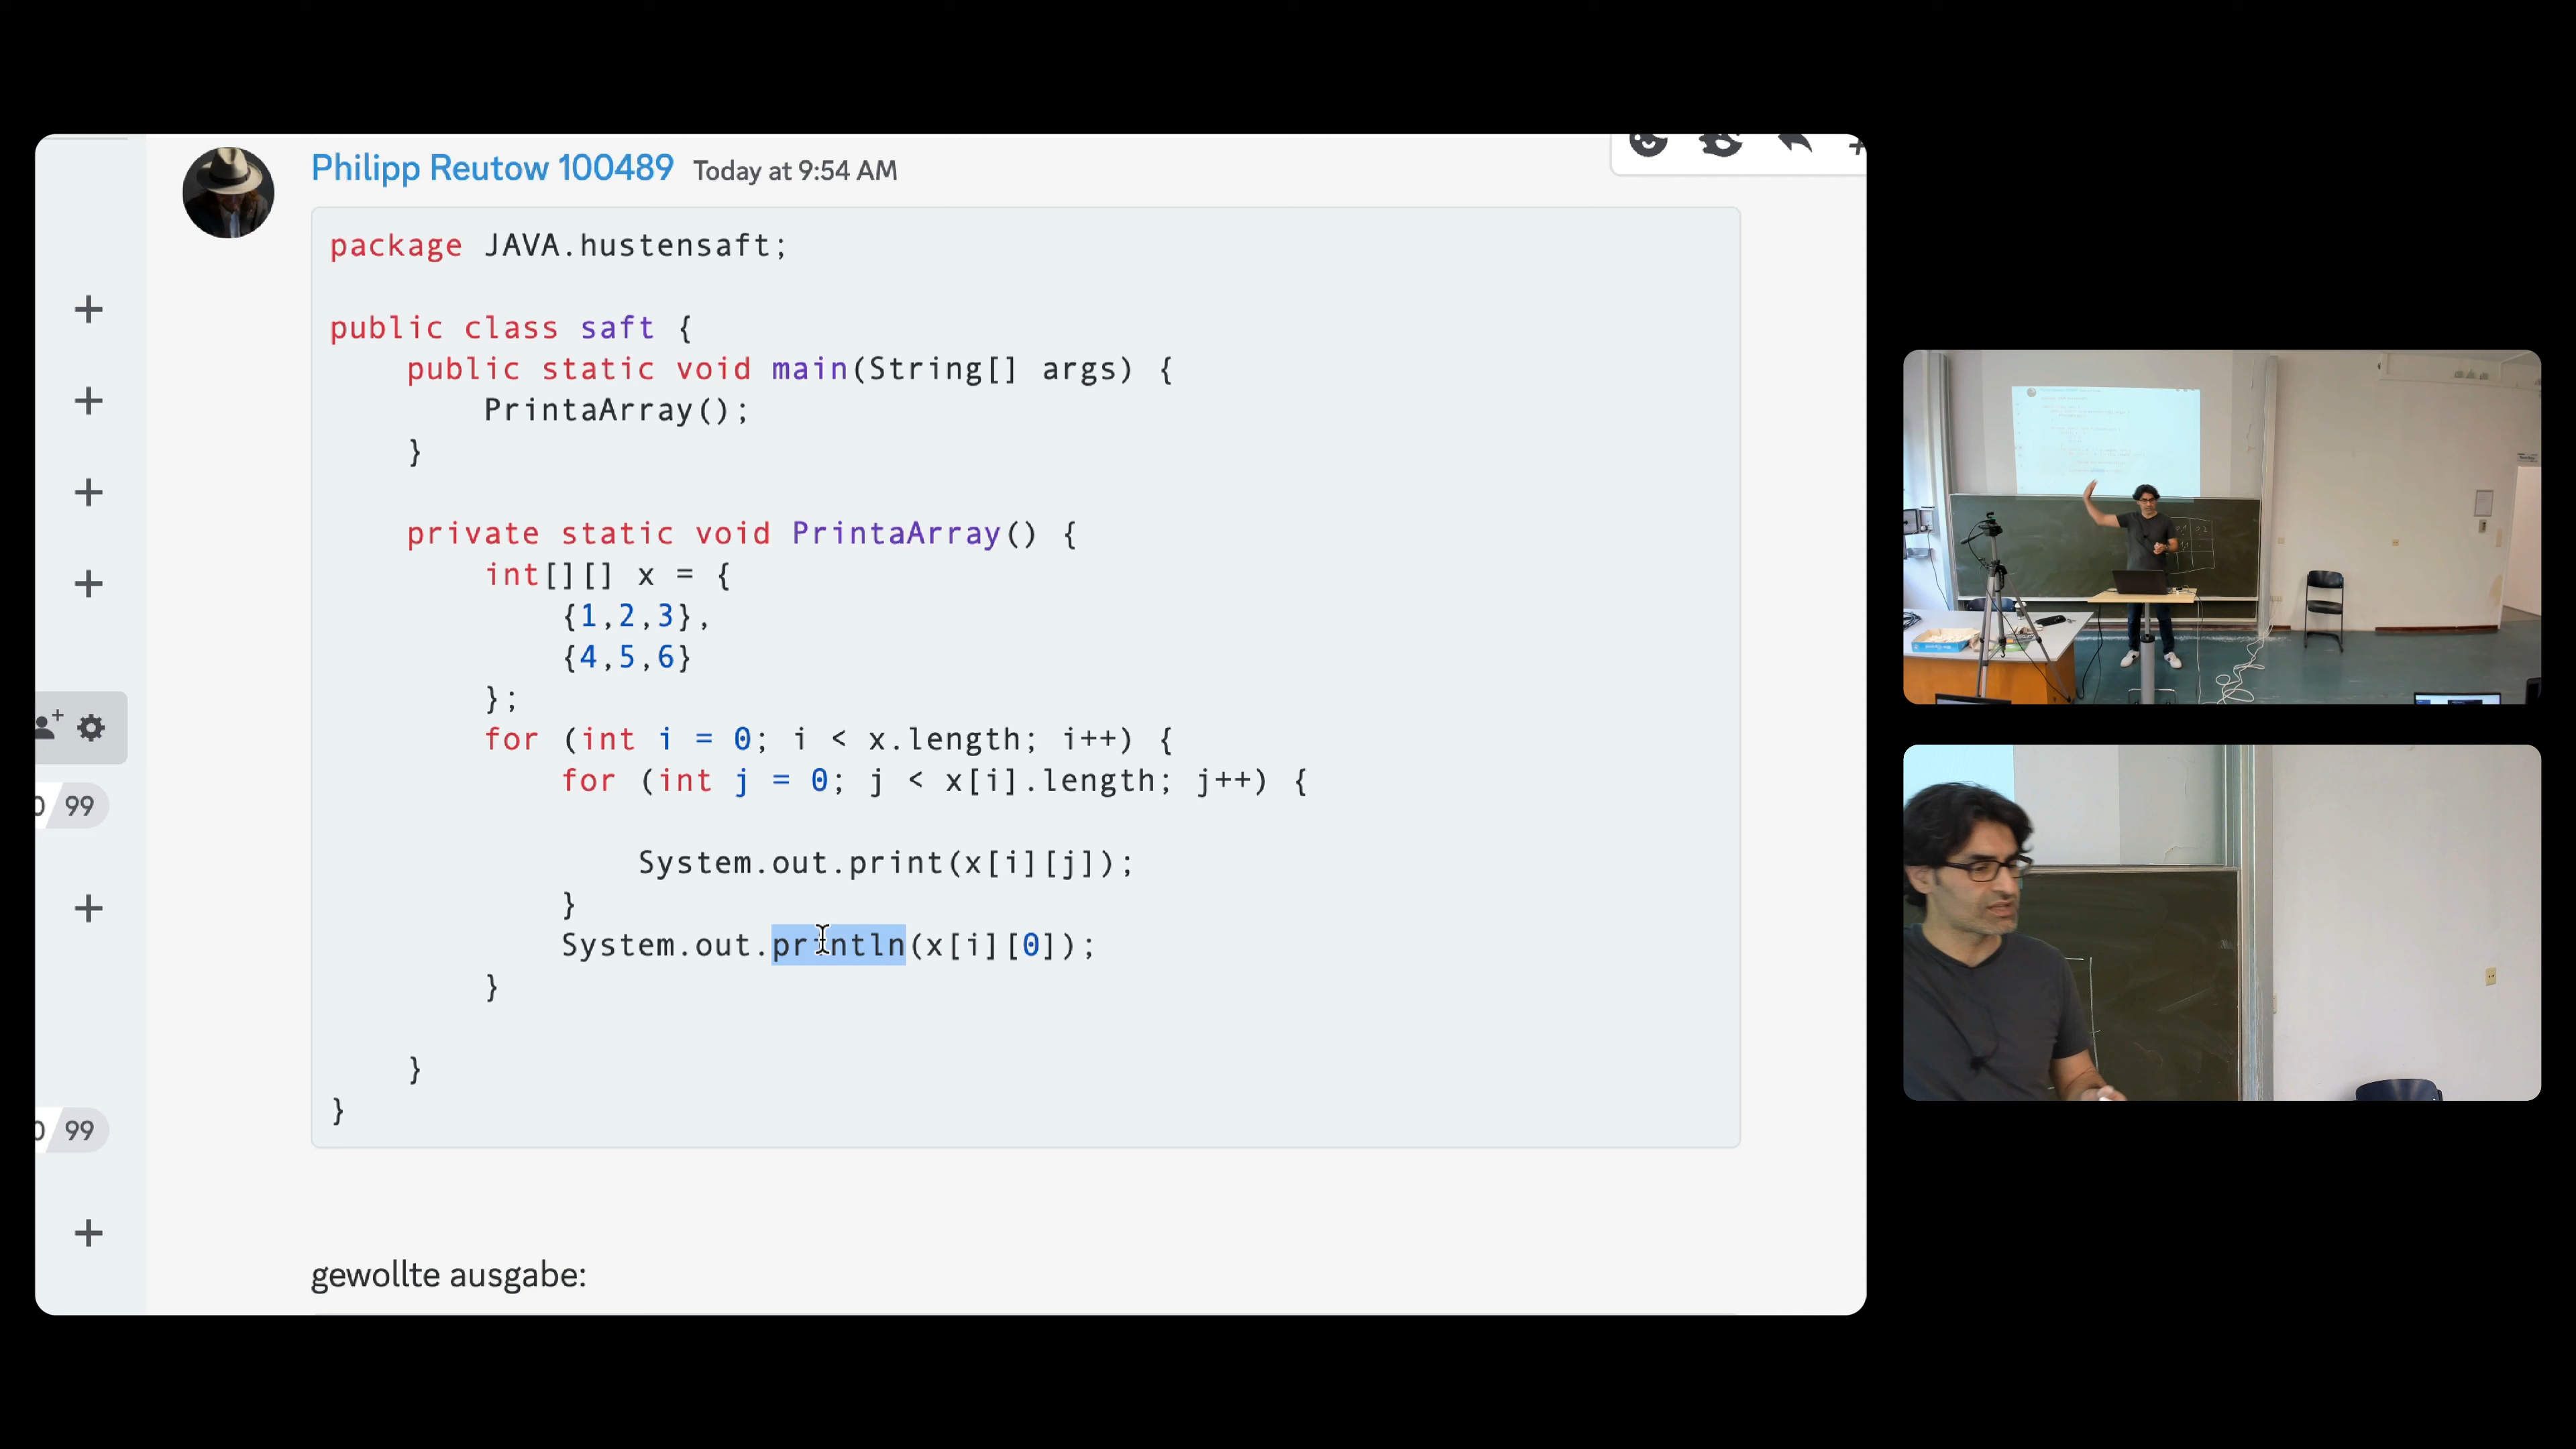 Philipp Reutow 100489 Today at 9:54 AM
package JAVA.hustensaft;
public class saft {
public static void main(String[] args) {
PrintaArray();
}
private static void PrintaArray() {
int[][] x = {
{1,2,3},
{4,5,6}
};
for (int i = 0; i < x.length; i++) {
for (int j = 0; j < x[i].length; j++) {
System.out.print(x[i][j]);
}
System.out.println(x[i][0]);
}
}
}
gewollte ausgabe:
99
99